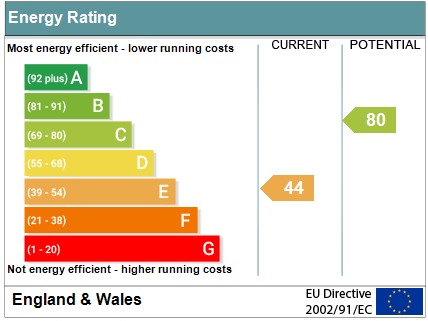 Energy Rating
Most energy efficient - lower running costs
CURRENT
POTENTIAL
(92 plus) A
(81 - 91) B
(69 - 80) C
(55 - 68) D
(39 - 54) E
(21 - 38) F
(1 - 20) G
80
44
Not energy efficient - higher running costs
England & Wales
EU Directive
2002/91/EC